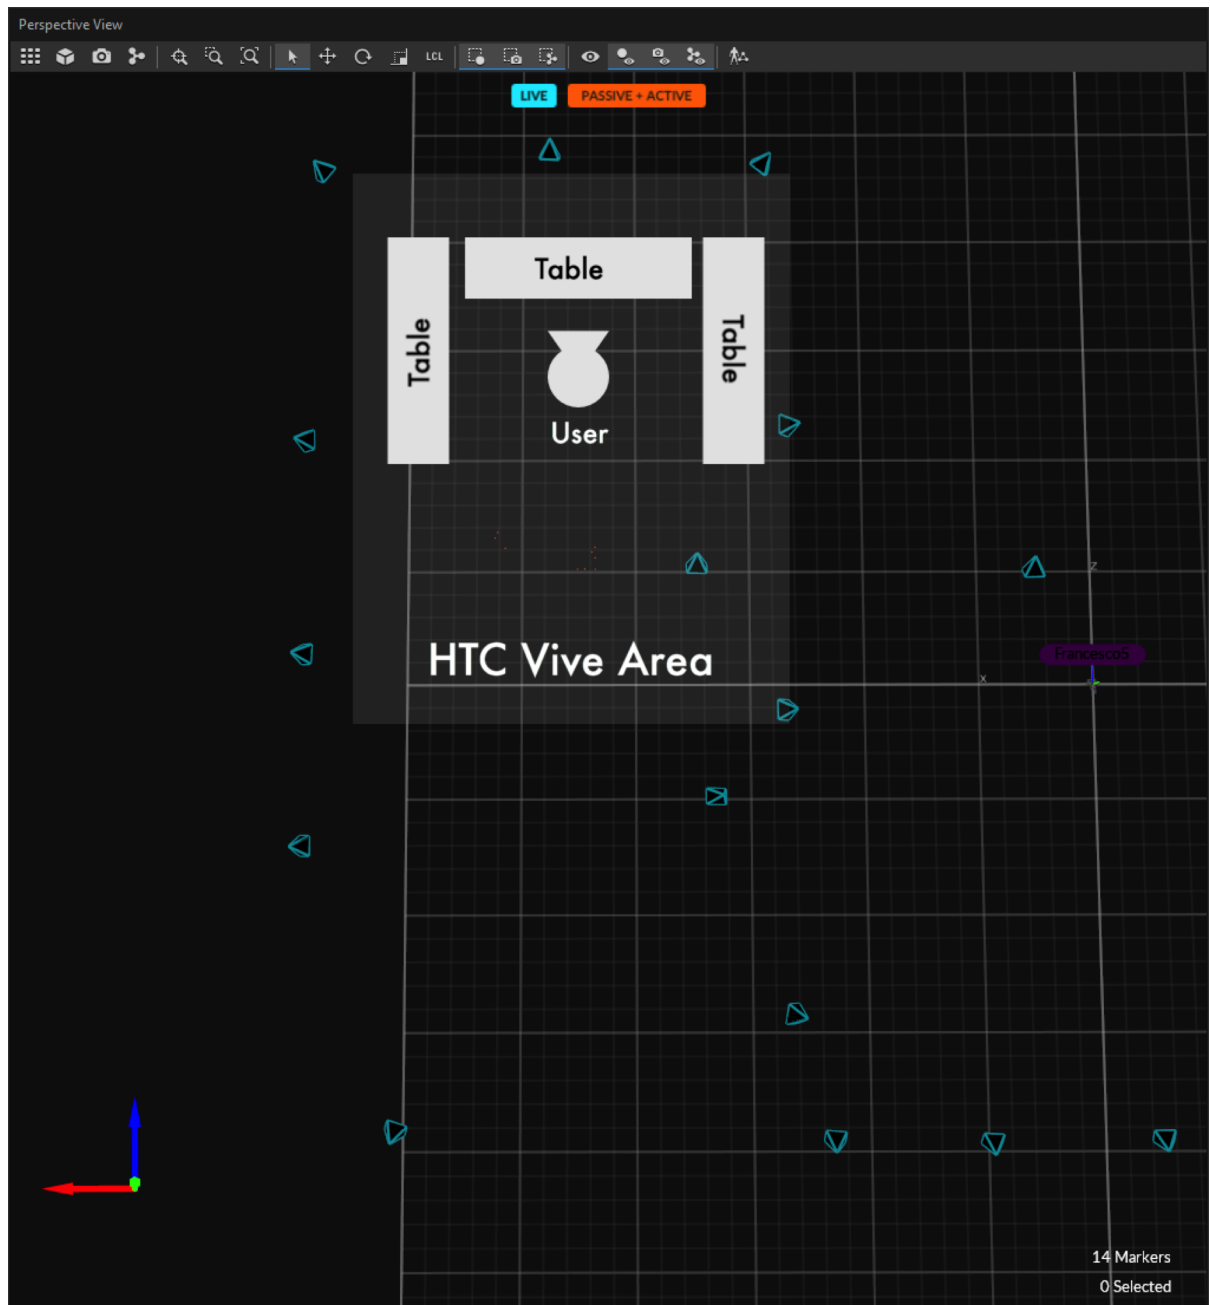 Perspective View
LCL
LIVE
PASSIVE + ACTIVE
Table
Table
Table
User
Z
Francesco5
HTC Vive Area
X
14 Markers
0 Selected